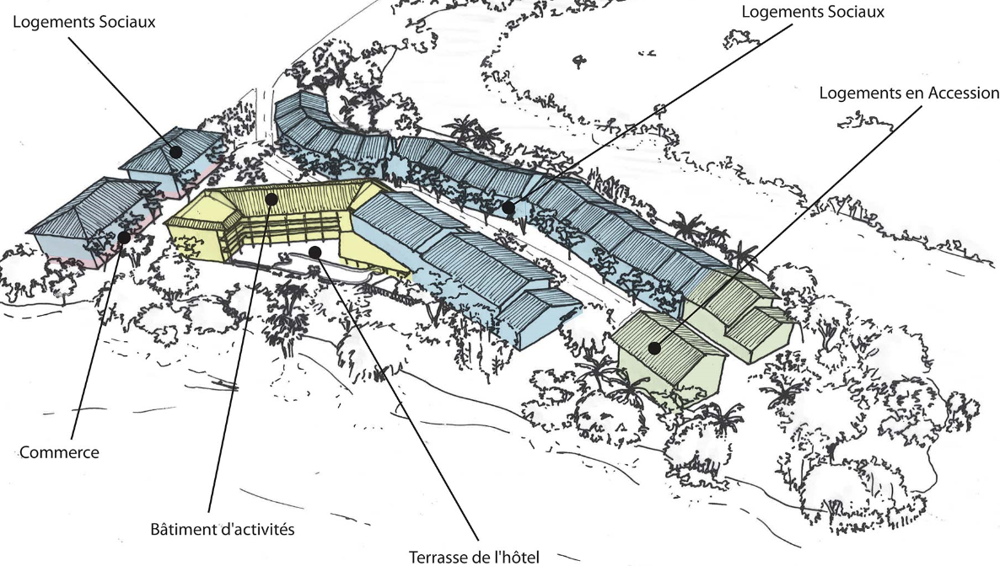 Logements Sociaux
Logements Sociaux
Logements en Accession
Commerce
Bâtiment d'activités
Terrasse de l'hôtel